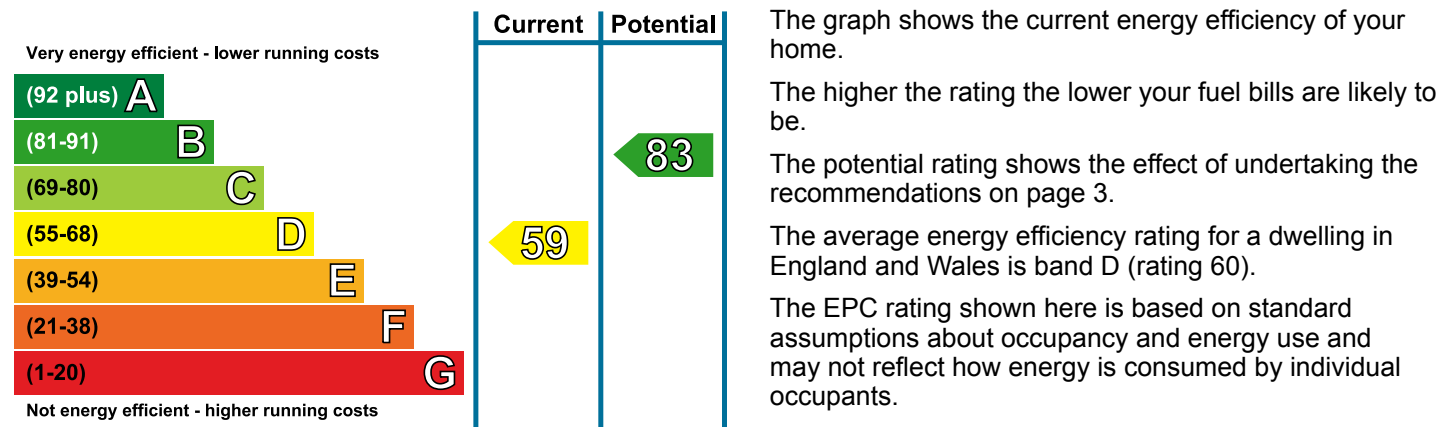 Current Potential
Very energy efficient - lower running costs
(92 plus) A
(81-91) B
83
(69-80) C
(55-68) D
59
(39-54) E
(21-38) F
(1-20) G
Not energy efficient - higher running costs
The graph shows the current energy efficiency of your
home.
The higher the rating the lower your fuel bills are likely to
be.
The potential rating shows the effect of undertaking the
recommendations on page 3.
The average energy efficiency rating for a dwelling in
England and Wales is band D (rating 60).
The EPC rating shown here is based on standard
assumptions about occupancy and energy use and
may not reflect how energy is consumed by individual
occupants.